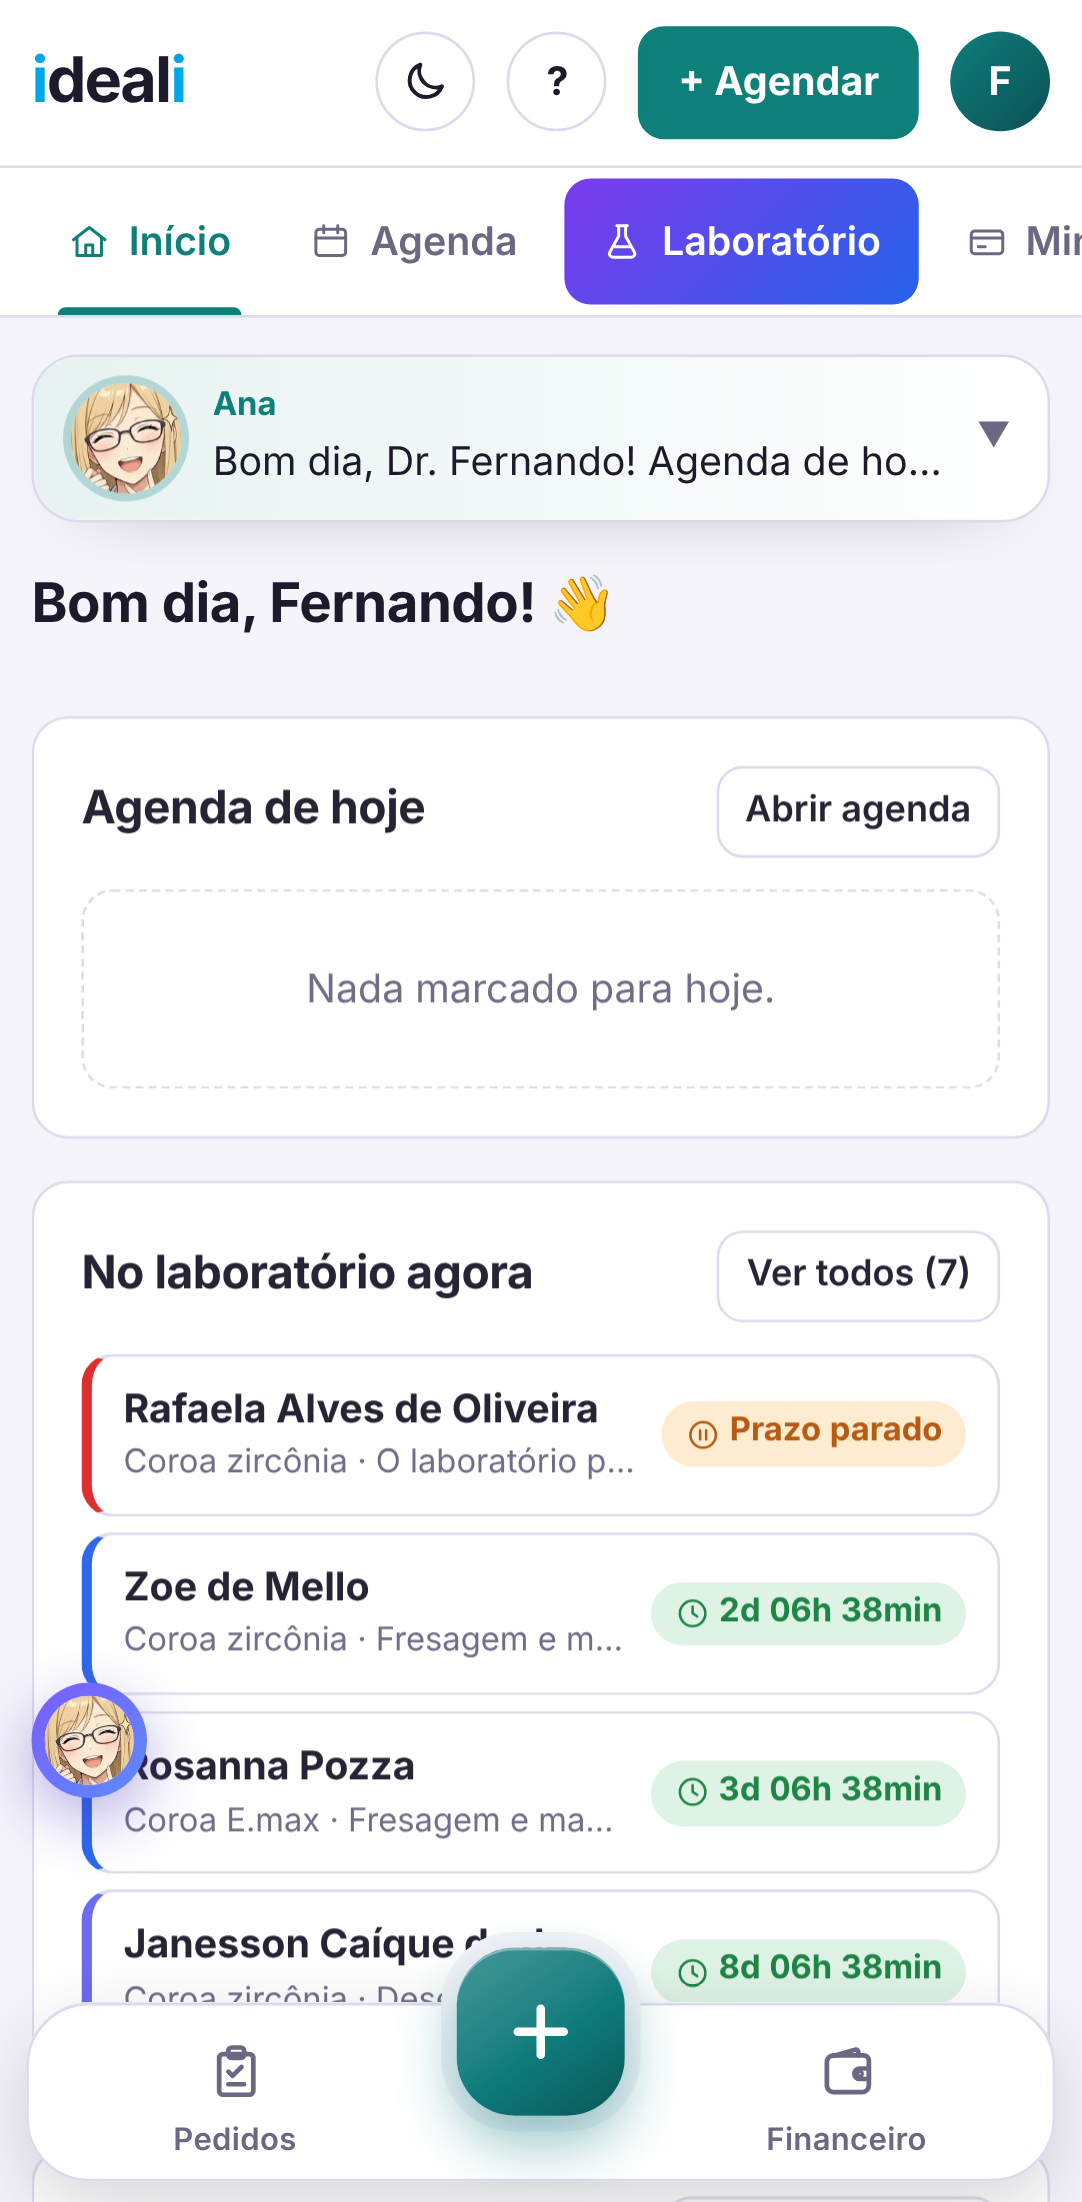 ideali
?
+ Agendar
F
Início
Agenda
Laboratório
Ana
Bom dia, Dr. Fernando! Agenda de ho...
Bom dia, Fernando! 👋
Agenda de hoje
Abrir agenda
Nada marcado para hoje.
No laboratório agora
Ver todos (7)
Rafaela Alves de Oliveira
Coroa zircônia · O laboratório p...
Prazo parado
Zoe de Mello
Coroa zircônia · Fresagem e m...
2d 06h 38min
Rosanna Pozza
Coroa E.max · Fresagem e ma...
3d 06h 38min
Janesson Caíque
Coroa zircônia ·
8d 06h 38min
Pedidos
Financeiro